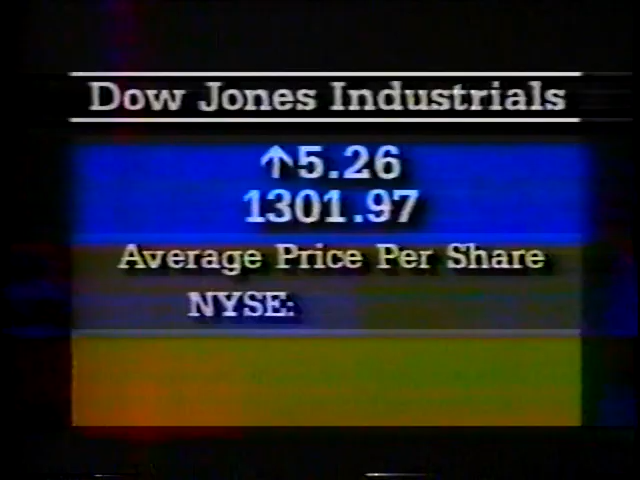 Dow Jones Industrials
↑5.26
1301.97
Average Price Per Share
NYSE: